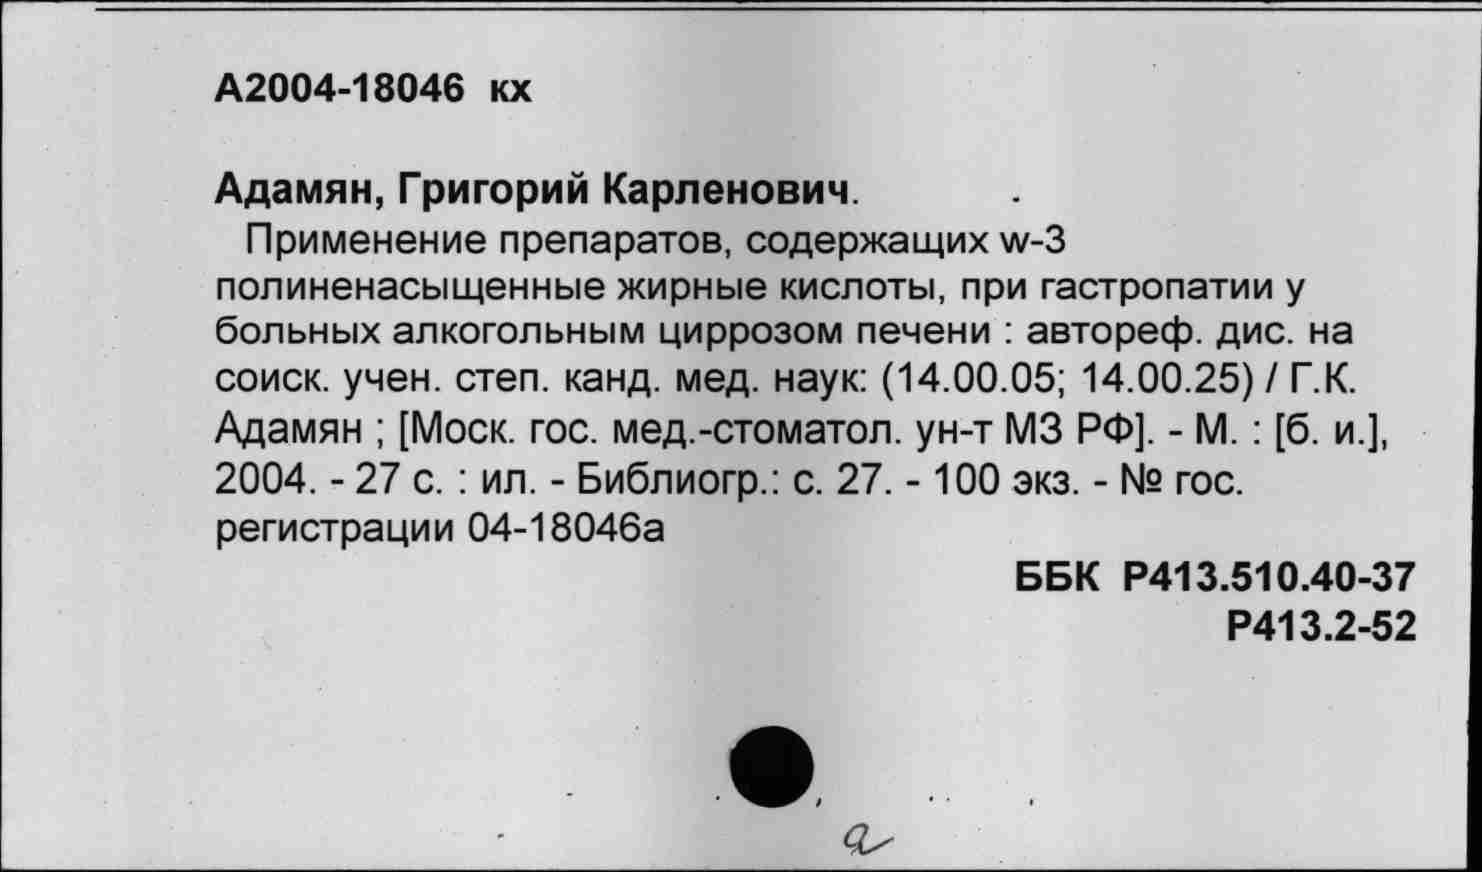 А2004-18046 кх
Адамян, Григорий Карленович.
Применение препаратов, содержащих w-3
полиненасыщенные жирные кислоты, при гастропатии у
больных алкогольным циррозом печени : автореф. дис. на
соиск. учен. степ. канд. мед. наук: (14.00.05; 14.00.25) / Г.К.
Адамян ; [Моск. гос. мед.-стоматол. ун-т МЗ РФ]. - М. : [б. и.],
2004. - 27 с. : ил. - Библиогр.: с. 27. - 100 экз. - № гос.
регистрации 04-18046а
ББК Р413.510.40-37
Р413.2-52
а